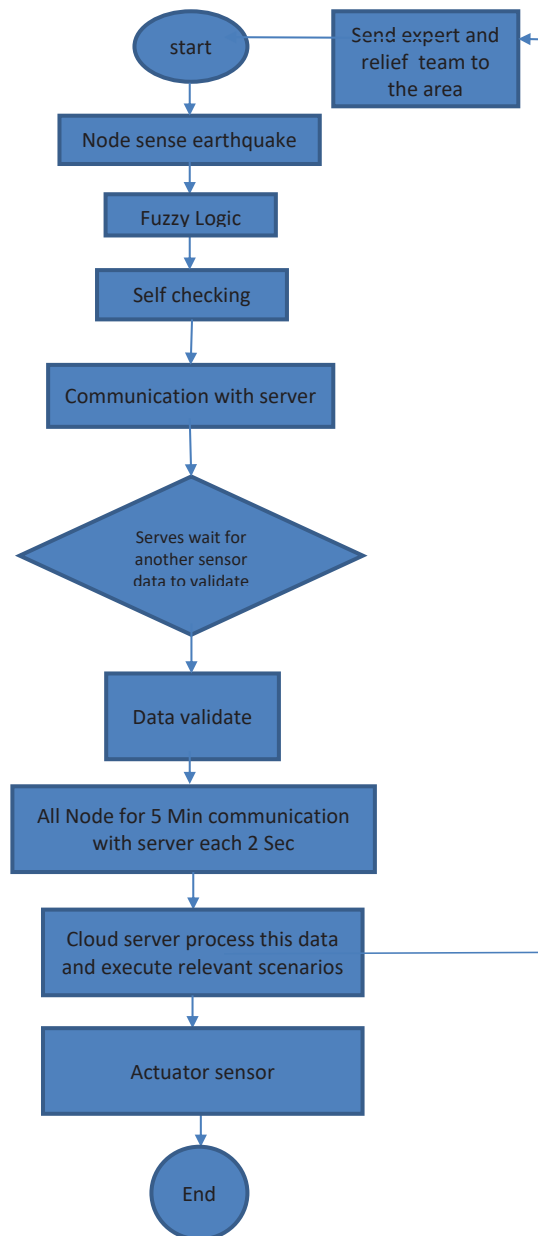 start
Send expert and
relief team to
the area
Node sense earthquake
Fuzzy Logic
Self checking
Communication with server
Serves wait for
another sensor
data to validate
Data validate
All Node for 5 Min communication
with server each 2 Sec
Cloud server process this data
and execute relevant scenarios
Actuator sensor
End